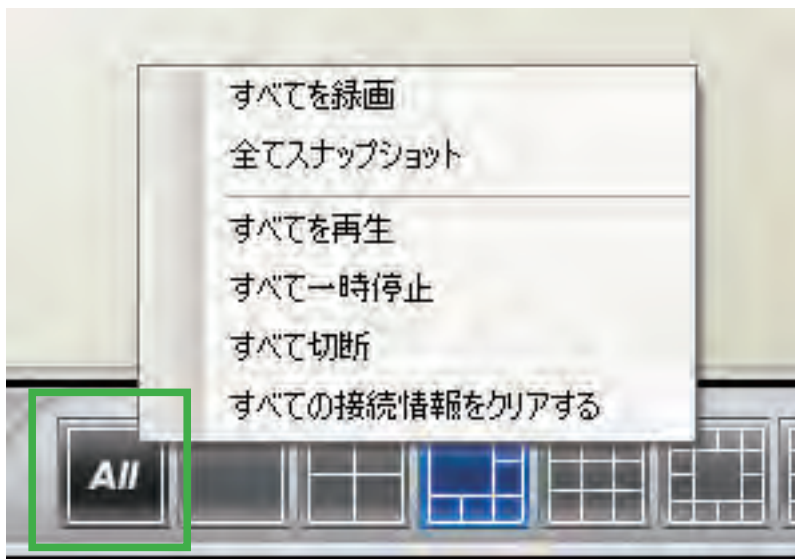 すべてを録画
全てスナップショット
すべてを再生
すべて一時停止
すべて切断
すべての接続情報をクリアする
All